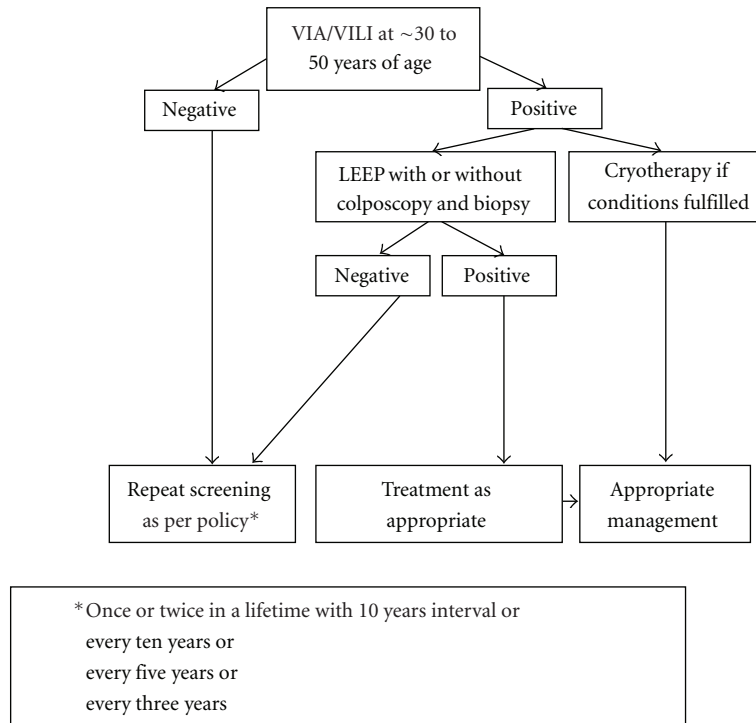 VIA/VILI at ~30 to
50 years of age
Negative
Positive
LEEP with or without
colposcopy and biopsy
Cryotherapy if
conditions fulfilled
Negative
Positive
Repeat screening
as per policy*
Treatment as
appropriate
Appropriate
management
*Once or twice in a lifetime with 10 years interval or
every ten years or
every five years or
every three years